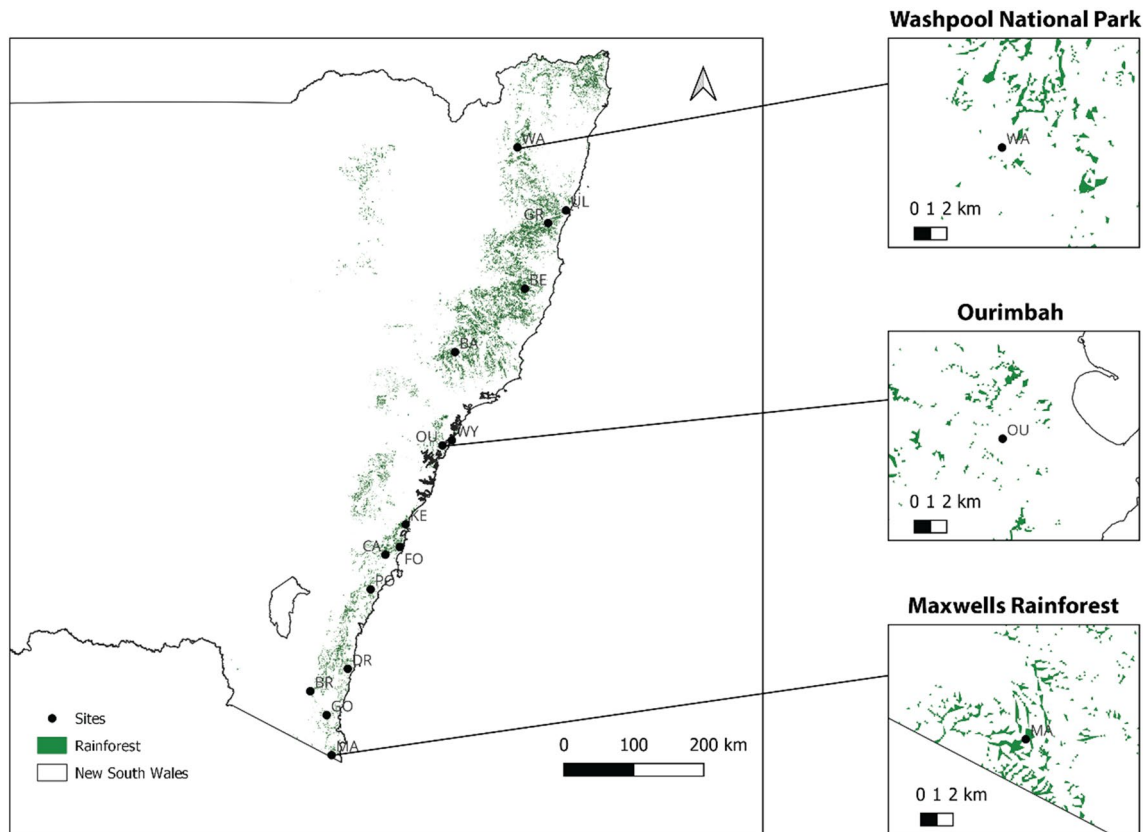 Washpool National Park
WA
UL
GR
BE
BA
OU
WY
KE
CA
FO
PO
DR
BR
GO
MA
Sites
Rainforest
New South Wales
0 100 200 km
WA
0 1 2 km
Ourimbah
OU
0 1 2 km
Maxwells Rainforest
MA
0 1 2 km